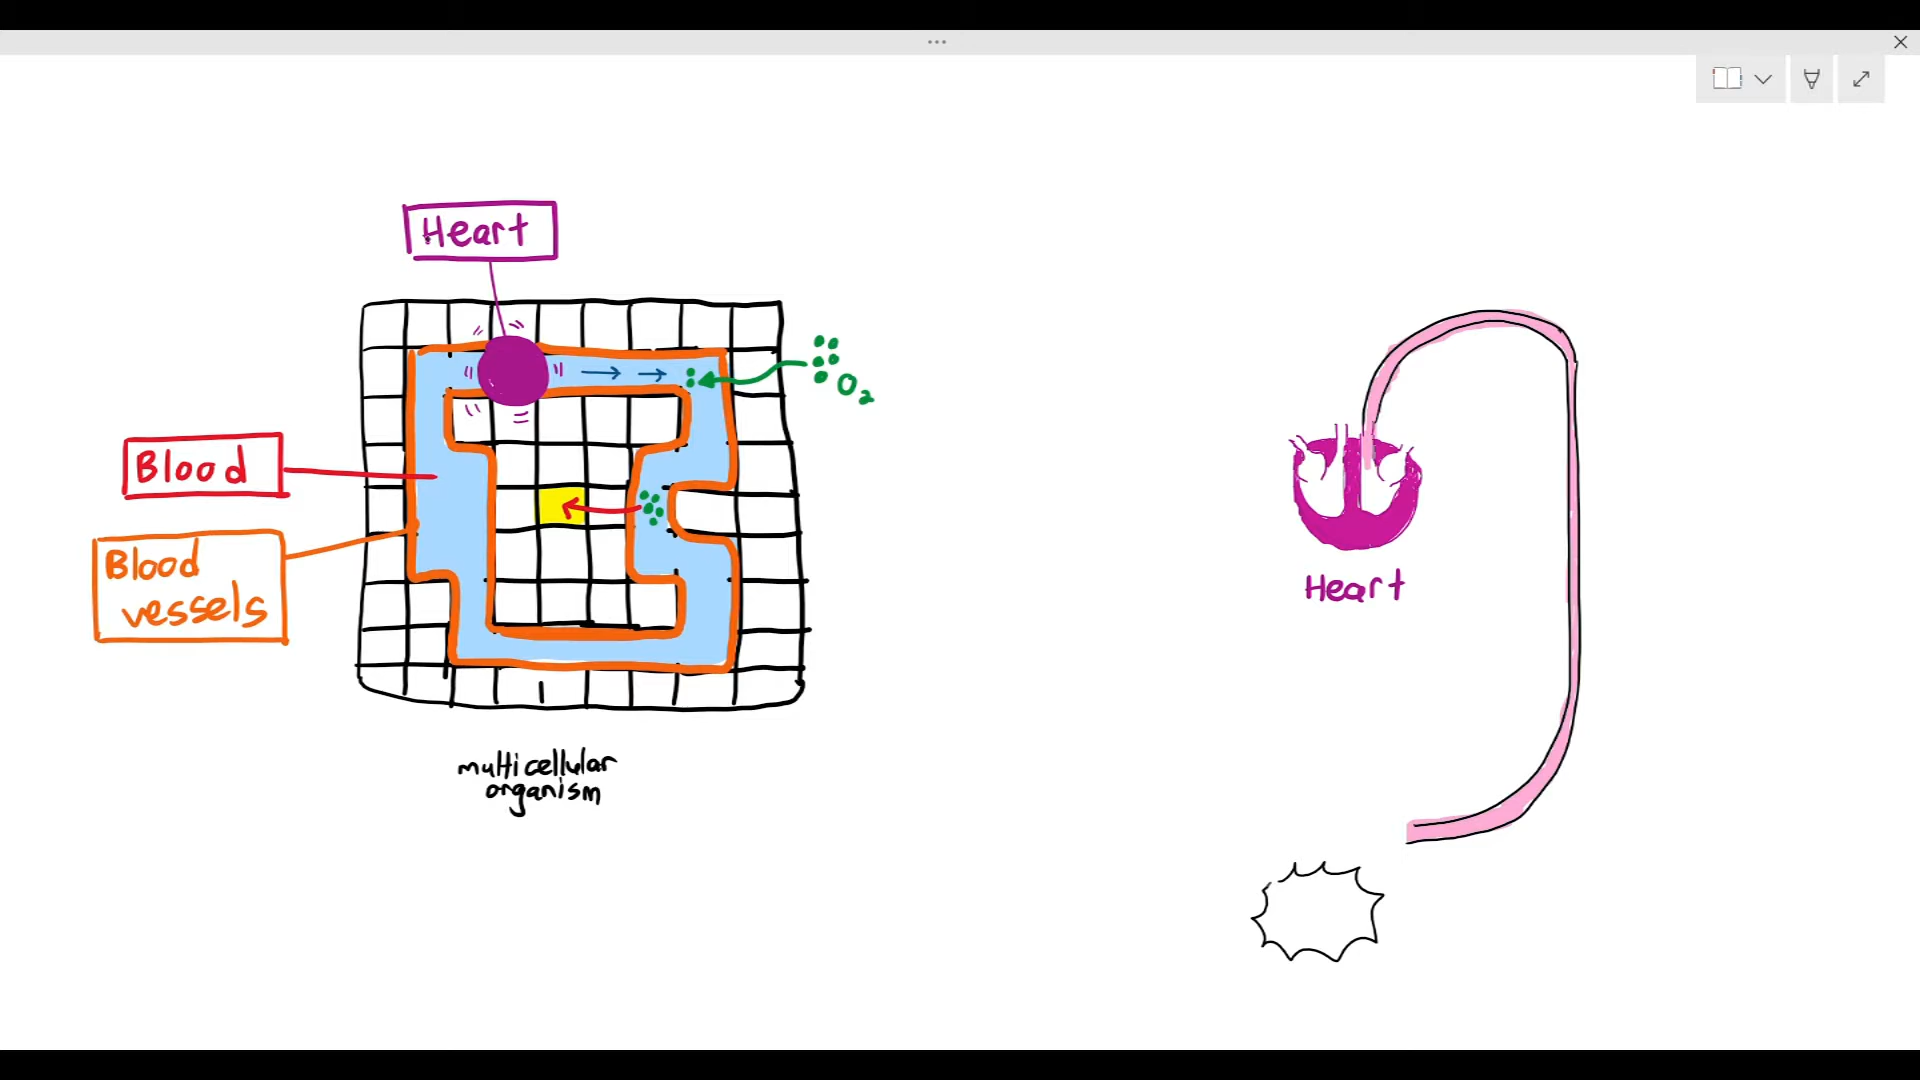 Heart
O₂
Blood
Blood
vessels
multicellular
organism
Heart